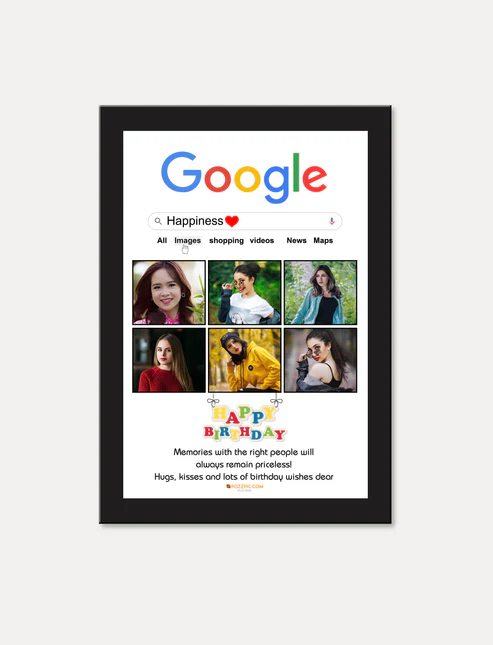 Google
Happiness❤
All Images shopping videos News Maps
HAPPY
BIRTHDAY
Memories with the right people will
always remain priceless!
Hugs, kisses and lots of birthday wishes dear